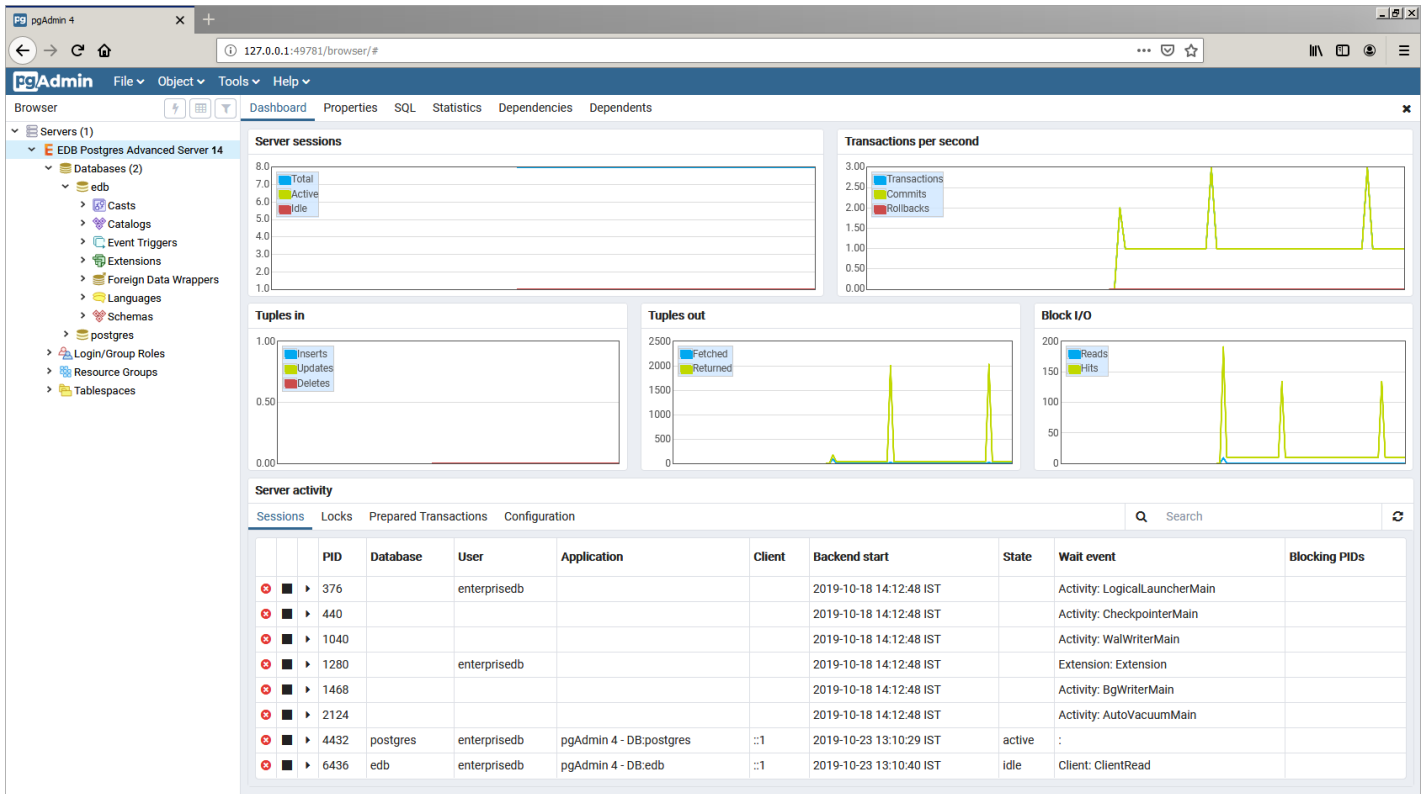 pgAdmin 4
127.0.0.1:49781/browser/#
pgAdmin File Object Tools Help
Browser
Dashboard Properties SQL Statistics Dependencies Dependents
Servers (1)
EDB Postgres Advanced Server 14
Databases (2)
edb
Casts
Catalogs
Event Triggers
Extensions
Foreign Data Wrappers
Languages
Schemas
postgres
Login/Group Roles
Resource Groups
Tablespaces
Server sessions
8.0
7.0
6.0
5.0
4.0
3.0
2.0
1.0
Total
Active
Idle
Transactions per second
3.00
2.50
2.00
1.50
1.00
0.50
0.00
Transactions
Commits
Rollbacks
Tuples in
1.00
0.50
0.00
Inserts
Updates
Deletes
Tuples out
2500
2000
1500
1000
500
0
Fetched
Returned
Block I/O
200
150
100
50
0
Reads
Hits
Server activity
Sessions Locks Prepared Transactions Configuration Search
PID Database User Application Client Backend start State Wait event Blocking PIDs
376 enterprisedb 2019-10-18 14:12:48 IST Activity: LogicalLauncherMain
440 2019-10-18 14:12:48 IST Activity: CheckpointerMain
1040 2019-10-18 14:12:48 IST Activity: WalWriterMain
1280 enterprisedb 2019-10-18 14:12:48 IST Extension: Extension
1468 2019-10-18 14:12:48 IST Activity: BgWriterMain
2124 2019-10-18 14:12:48 IST Activity: AutoVacuumMain
4432 postgres enterprisedb pgAdmin 4 - DB:postgres ::1 2019-10-23 13:10:29 IST active :
6436 edb enterprisedb pgAdmin 4 - DB:edb ::1 2019-10-23 13:10:40 IST idle Client: ClientRead